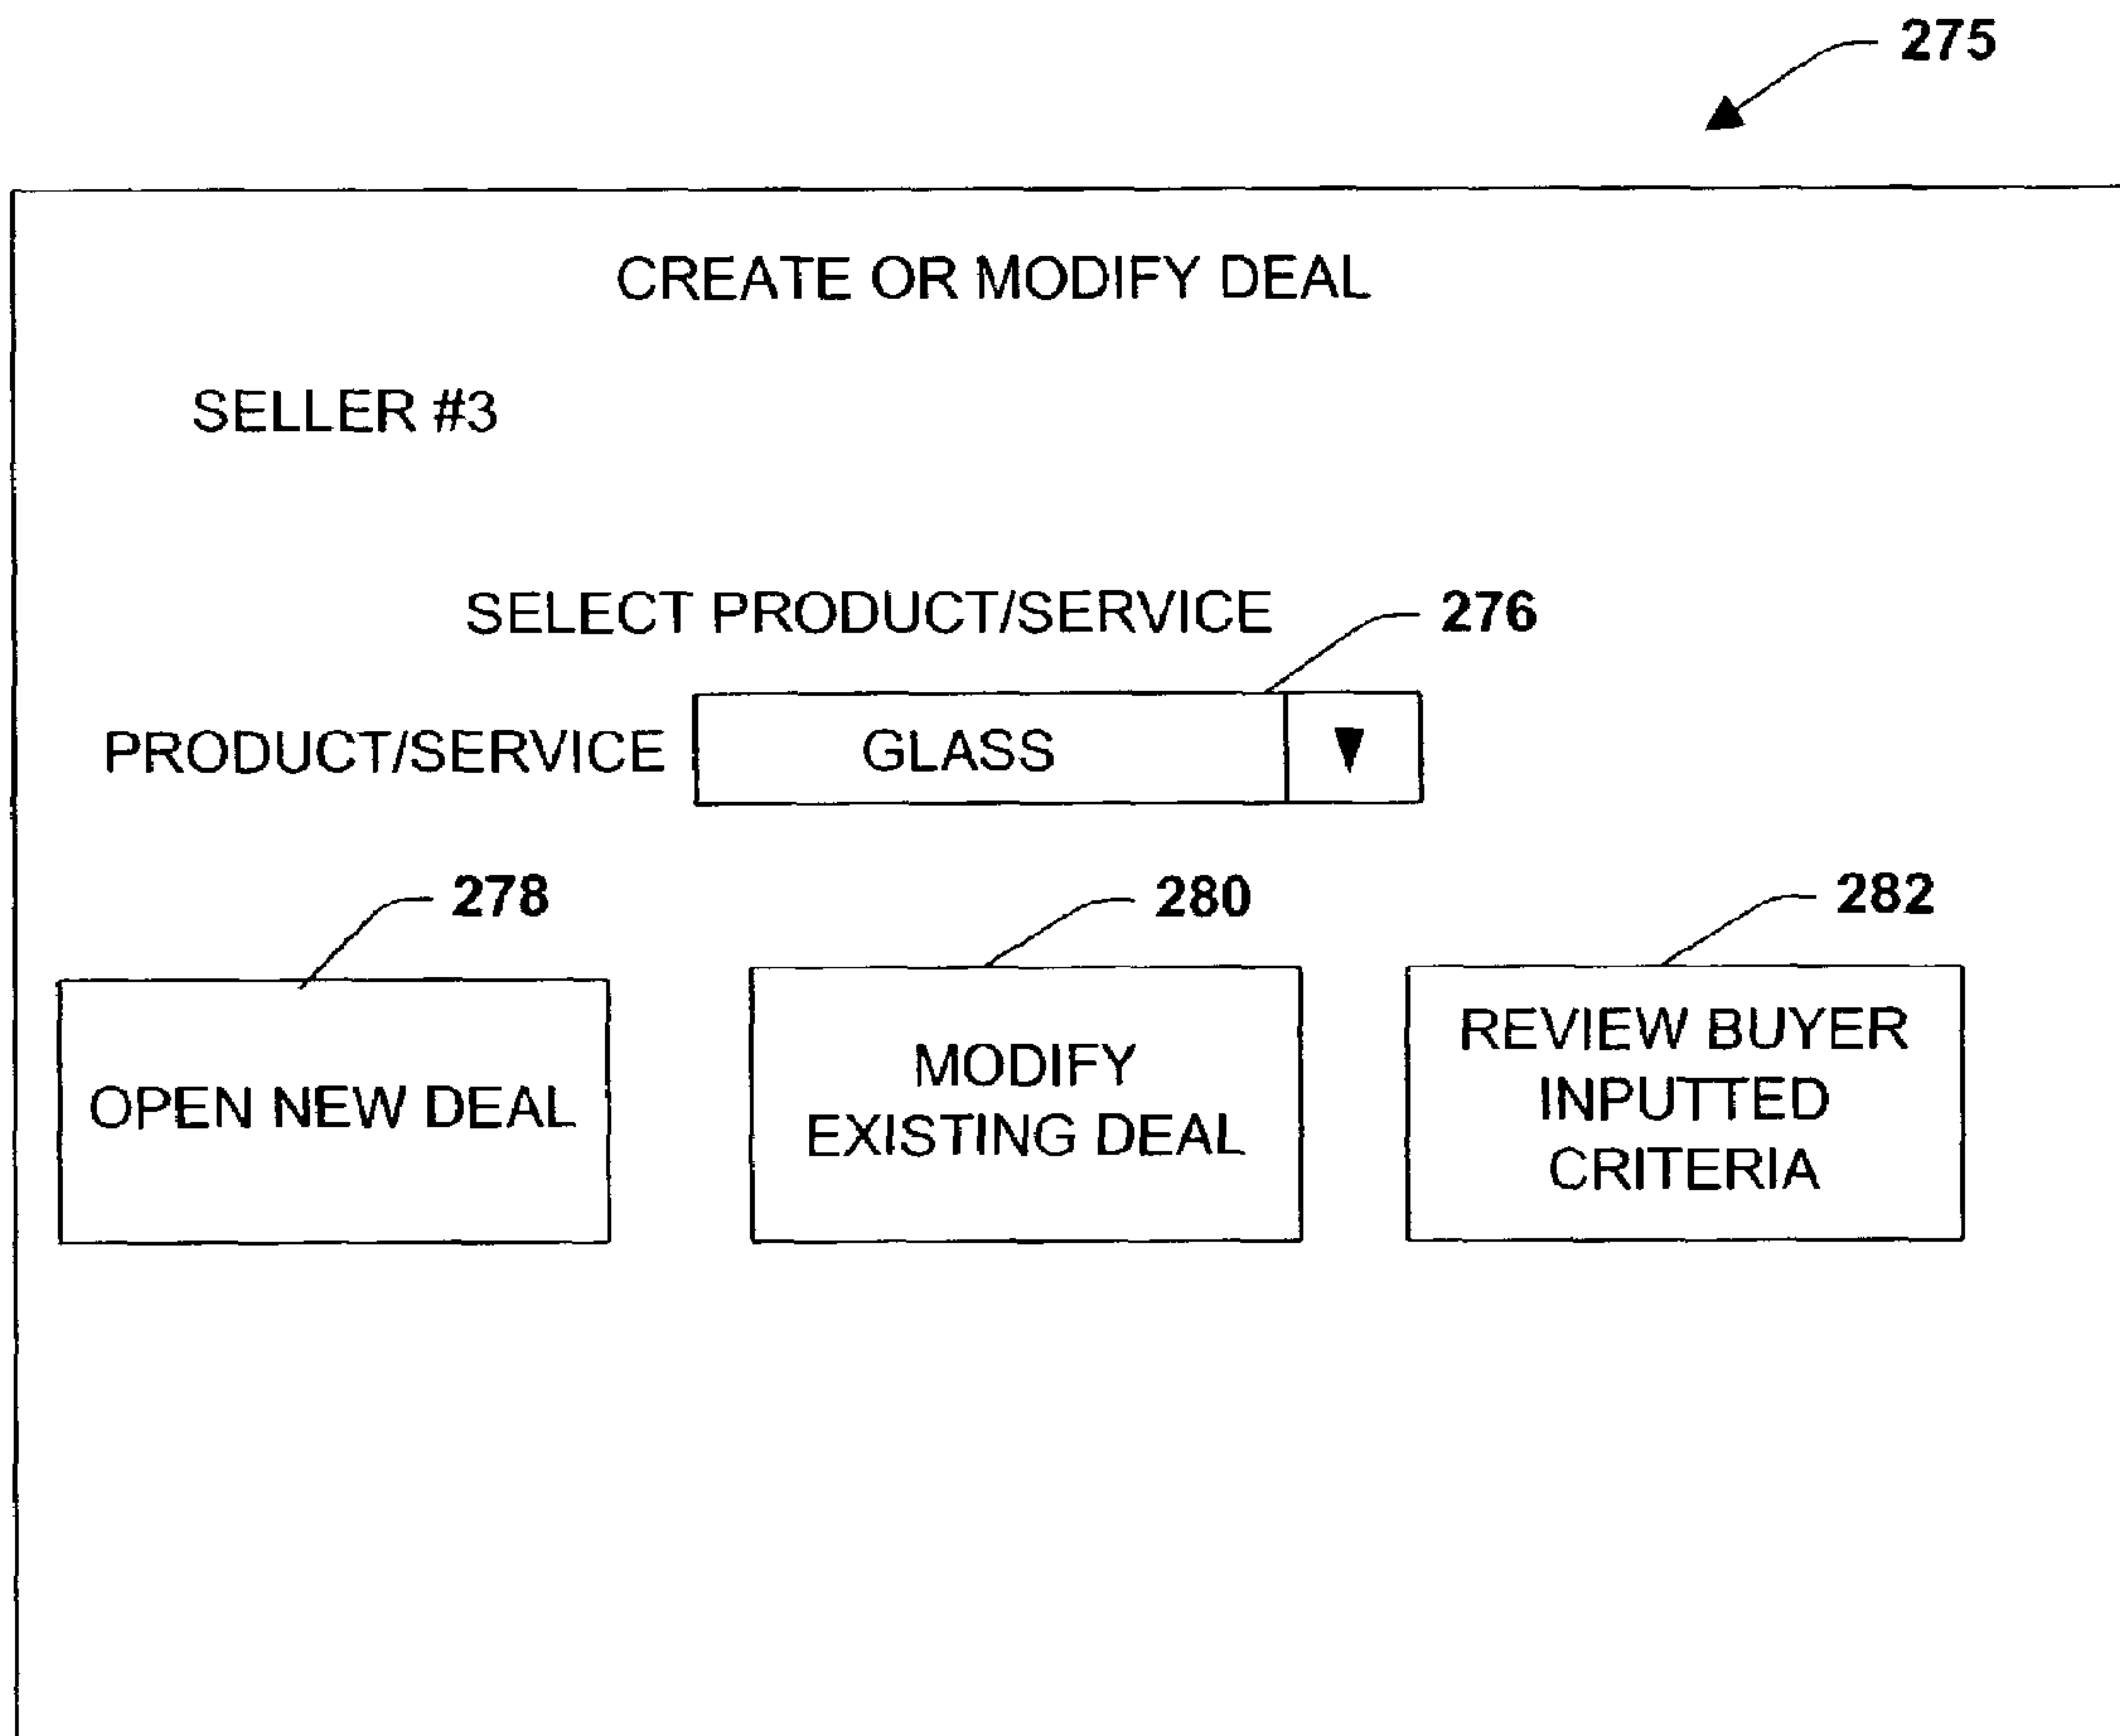 275
CREATE OR MODIFY DEAL
SELLER #3
SELECT PRODUCT/SERVICE
276
PRODUCT/SERVICE
GLASS
278
280
282
OPEN NEW DEAL
MODIFY
EXISTING DEAL
REVIEW BUYER
INPUTTED
CRITERIA